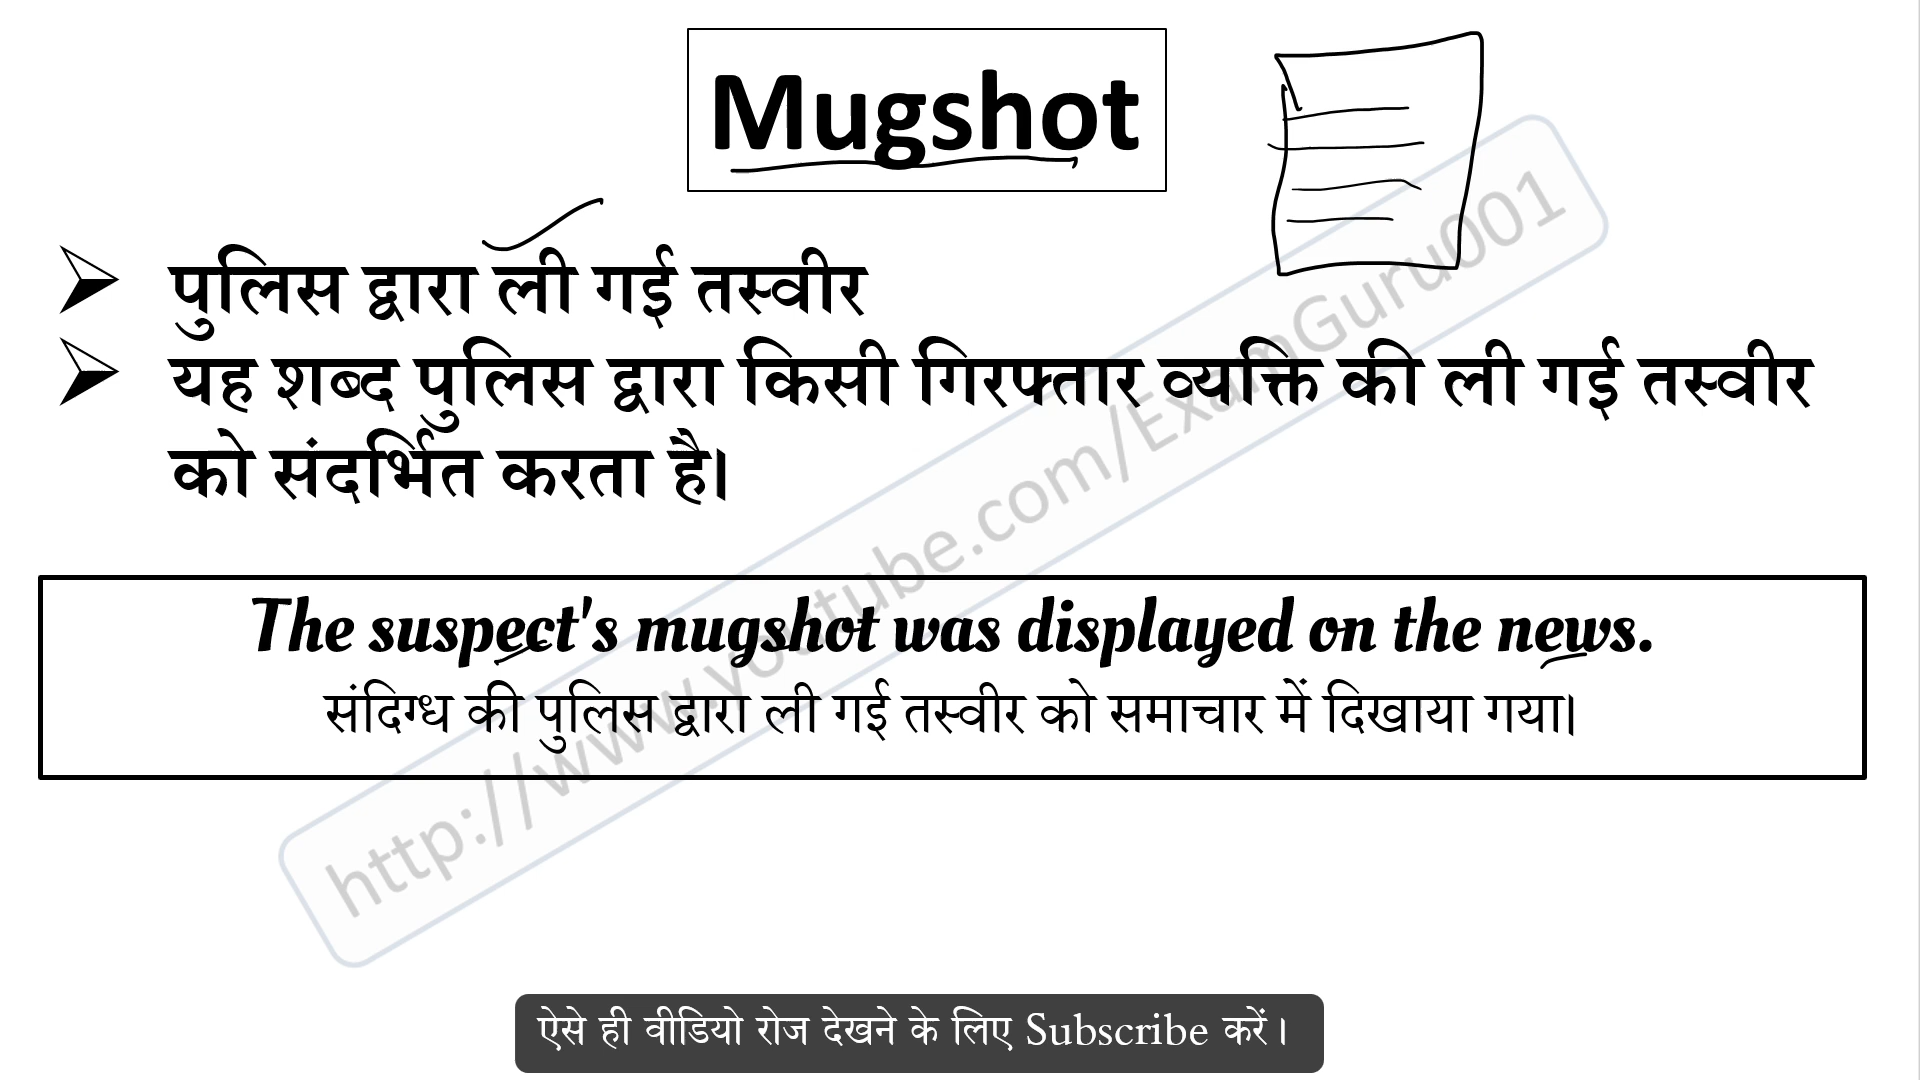 Mugshot
पुलिस द्वारा ली गई तस्वीर
यह शब्द पुलिस द्वारा किसी गिरफ्तार व्यक्ति की ली गई तस्वीर
को संदर्भित करता है।
The suspect's mugshot was displayed on the news.
संदिग्ध की पुलिस द्वारा ली गई तस्वीर को समाचार में दिखाया गया।
http://www.youtube.com/ExamGuru001
ऐसे ही वीडियो रोज देखने के लिए Subscribe करें।